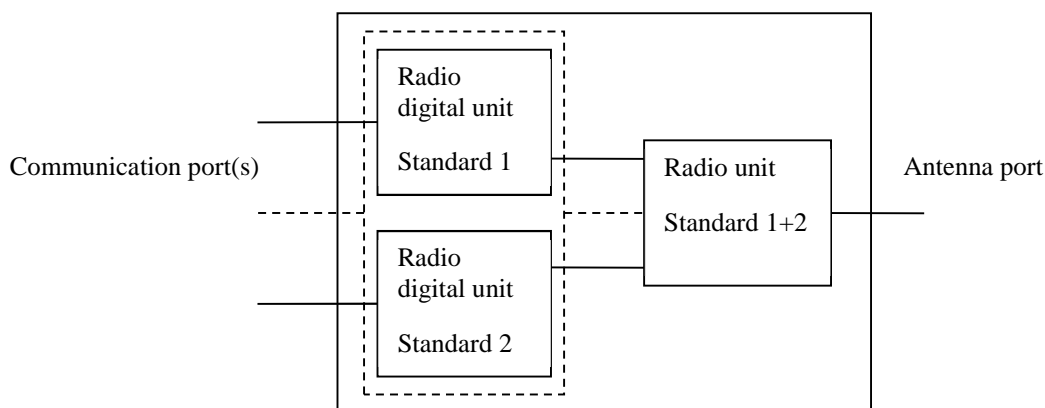 Radio
digital unit
Standard 1
Communication port(s)
Radio unit
Standard 1+2
Antenna port
Radio
digital unit
Standard 2